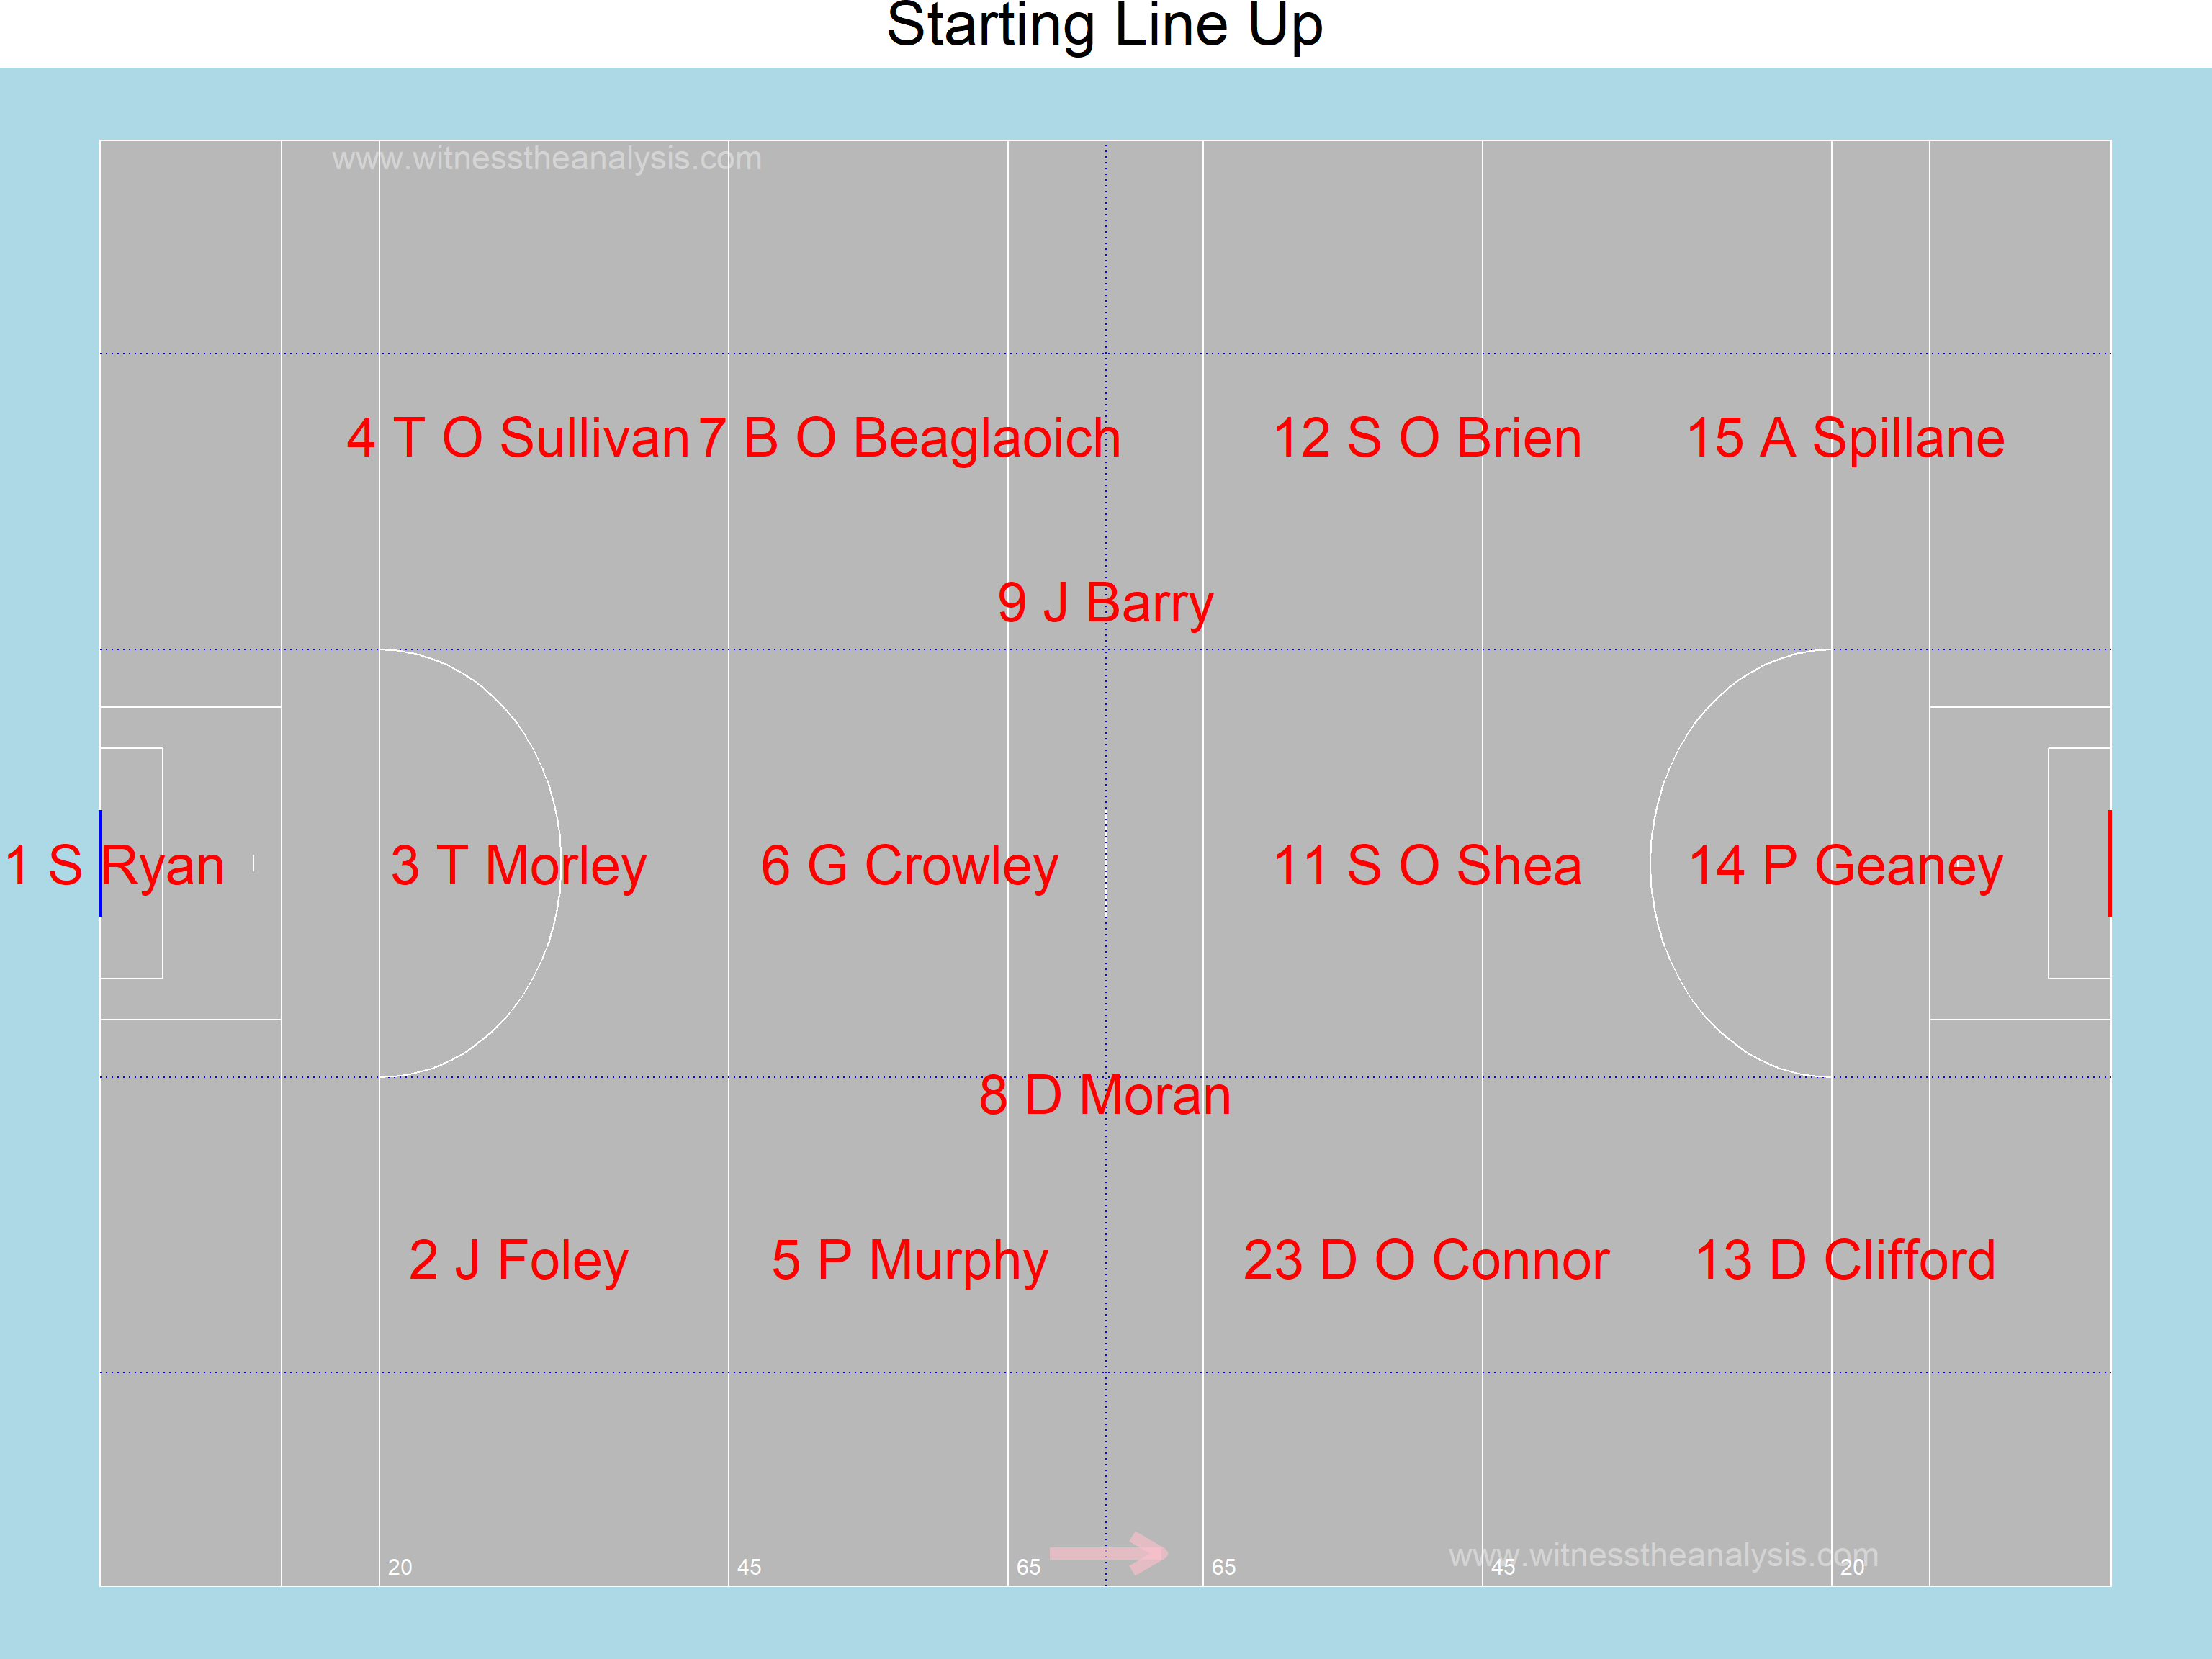 Starting Line Up
www.witnesstheanalysis.com
4 T O Sullivan
7 B O Beaglaoich
12 S O Brien
15 A Spillane
9 J Barry
1 S Ryan
3 T Morley
6 G Crowley
11 S O Shea
14 P Geaney
8 D Moran
2 J Foley
5 P Murphy
23 D O Connor
13 D Clifford
www.witnesstheanalysis.com
20
45
65
65
45
20